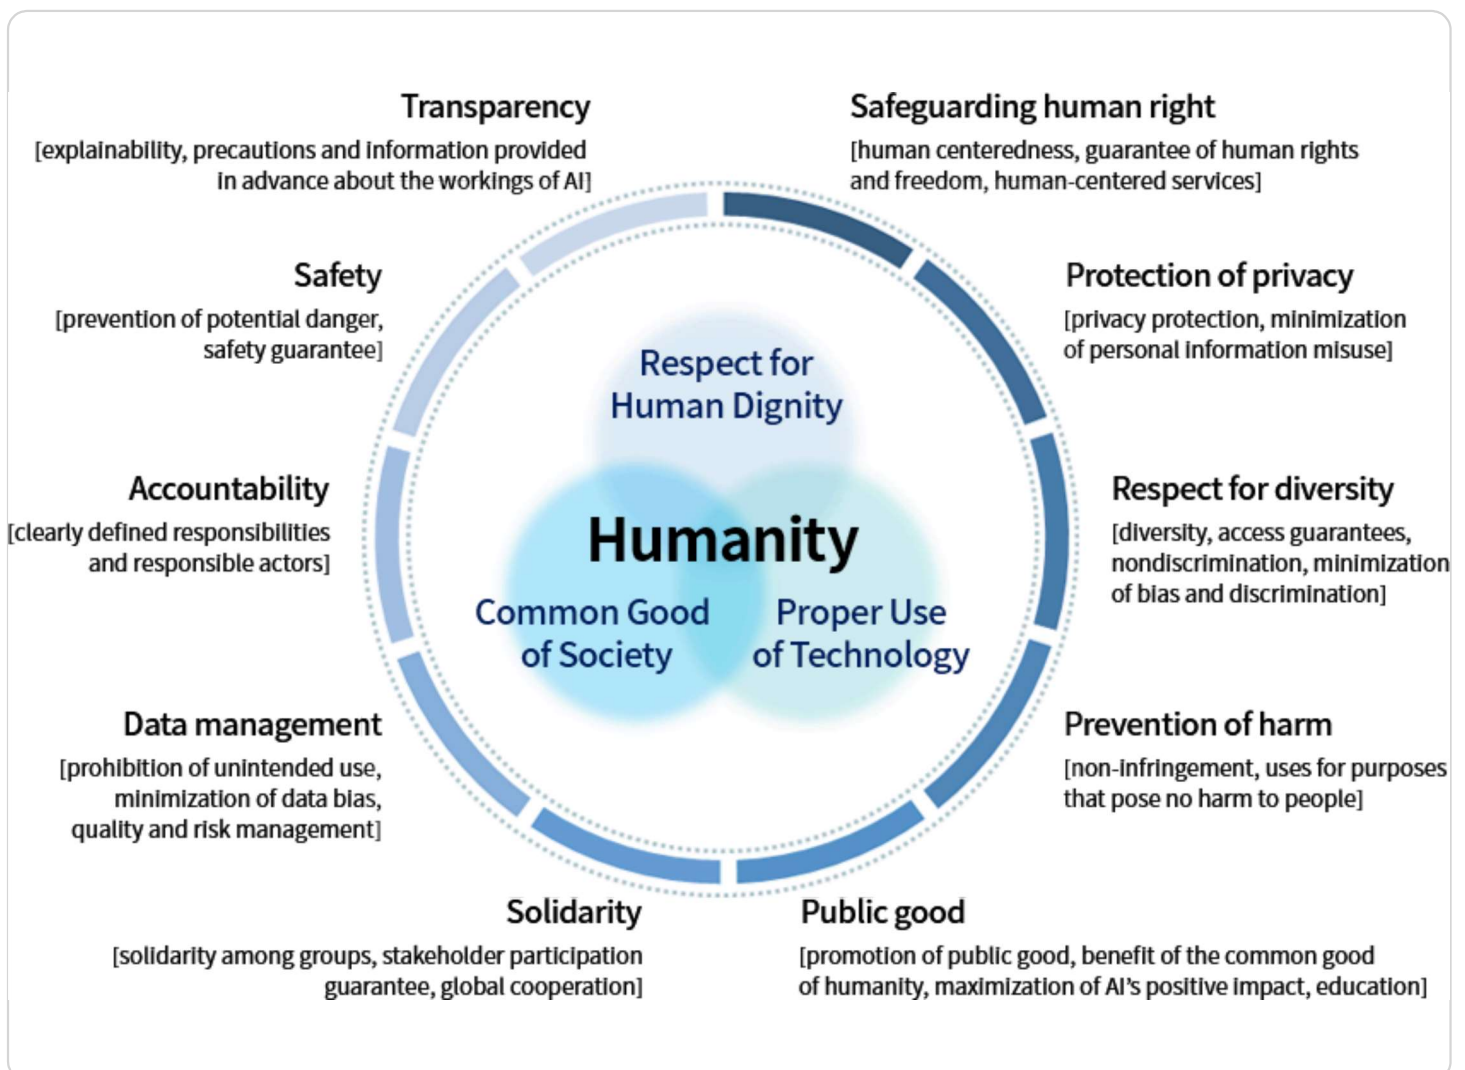 Transparency
[explainability, precautions and information provided
in advance about the workings of AI]
Safeguarding human right
[human centeredness, guarantee of human rights
and freedom, human-centered services]
Safety
[prevention of potential danger,
safety guarantee]
Protection of privacy
[privacy protection, minimization
of personal information misuse]
Respect for
Human Dignity
Accountability
[clearly defined responsibilities
and responsible actors]
Humanity
Common Good
of Society
Proper Use
of Technology
Respect for diversity
[diversity, access guarantees,
nondiscrimination, minimization
of bias and discrimination]
Data management
[prohibition of unintended use,
minimization of data bias,
quality and risk management]
Prevention of harm
[non-infringement, uses for purposes
that pose no harm to people]
Solidarity
[solidarity among groups, stakeholder participation
guarantee, global cooperation]
Public good
[promotion of public good, benefit of the common good
of humanity, maximization of AI's positive impact, education]